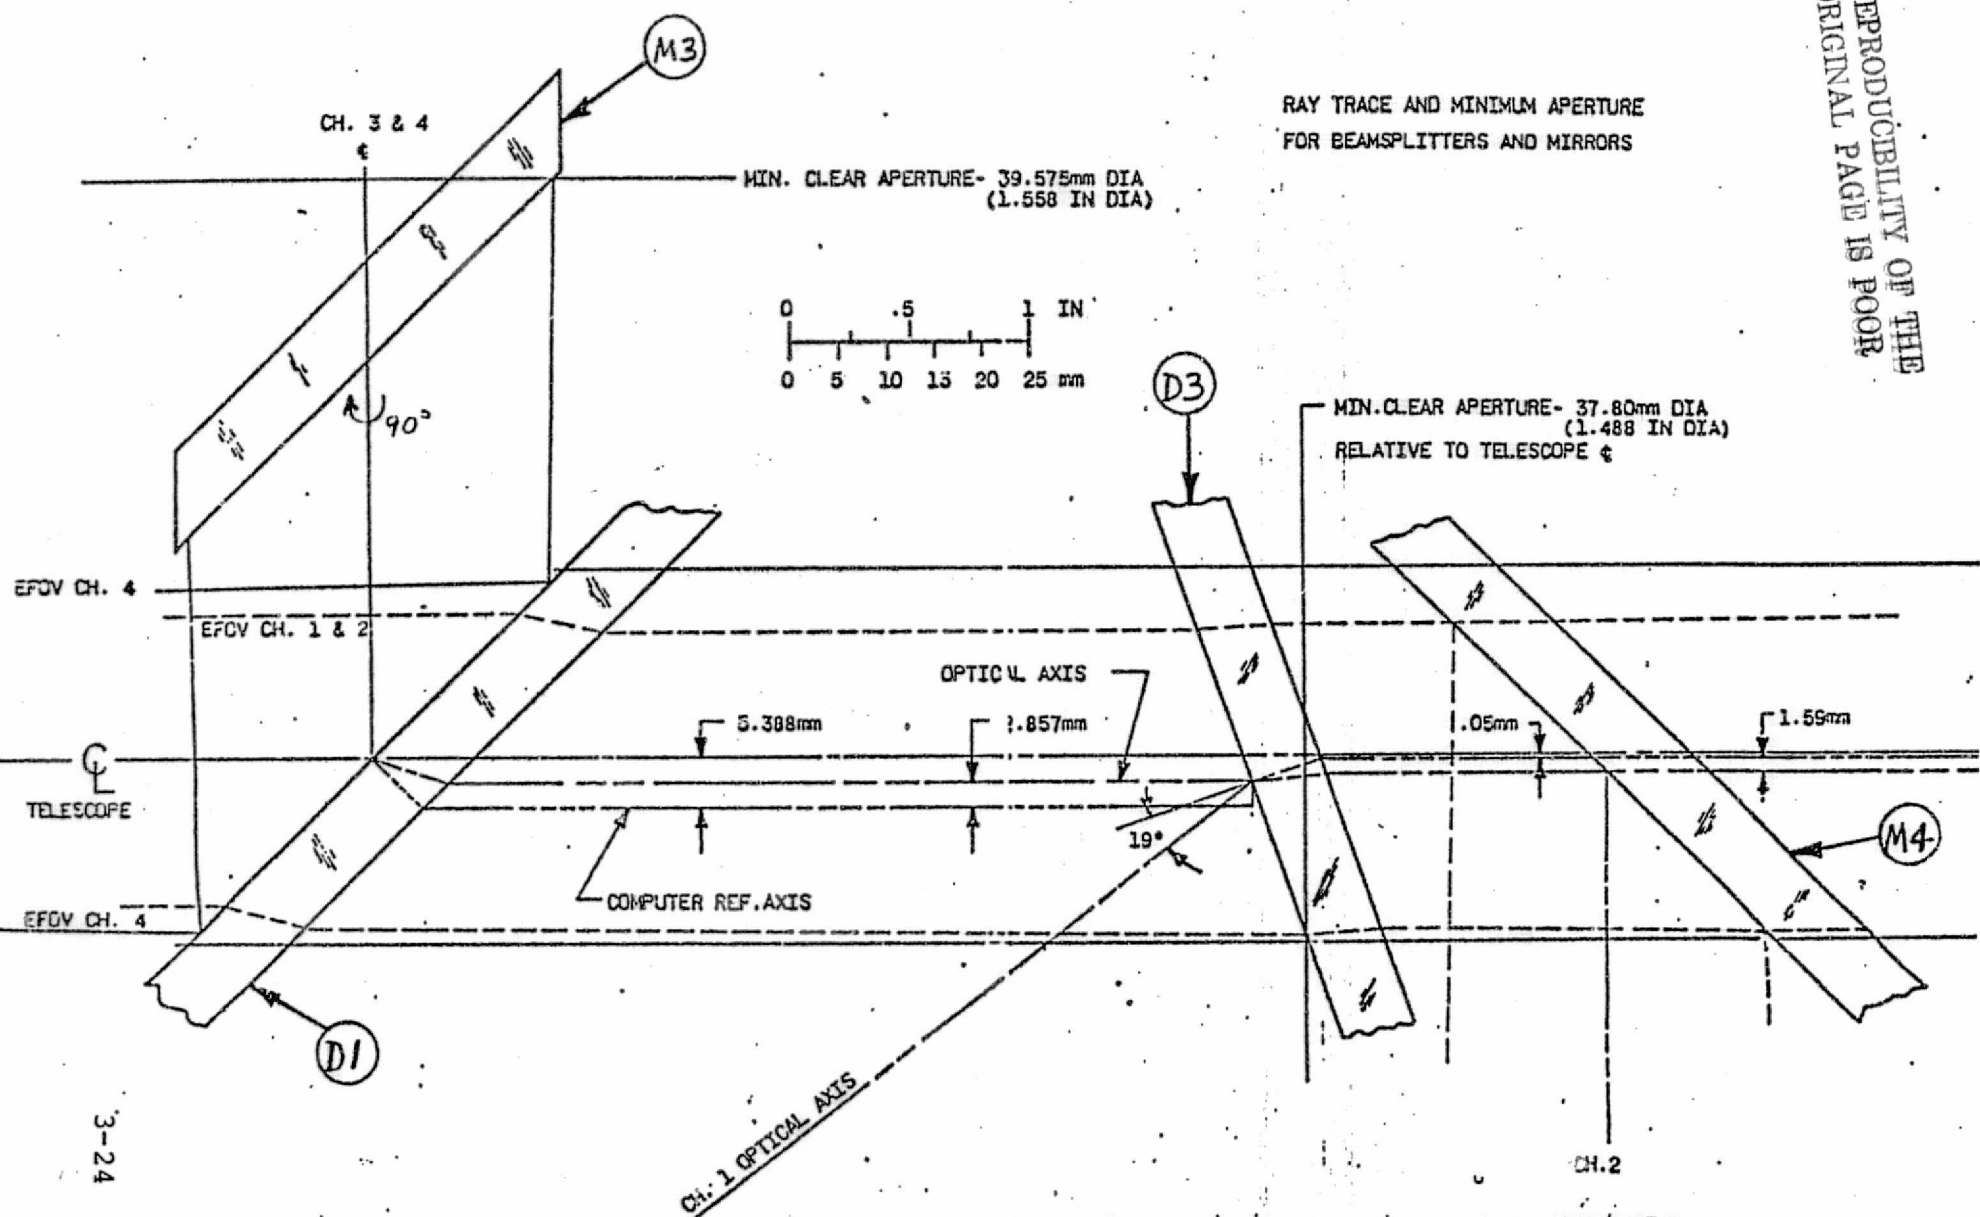 M3
EPRODUCIBILITY OF THE
RIGINAL PAGE IS POOR
RAY TRACE AND MINIMUM APERTURE
FOR BEAMSPLITTERS AND MIRRORS
CH. 3 & 4
℄
MIN. CLEAR APERTURE- 39.575mm DIA
(1.558 IN DIA)
0 .5 1 IN
0 5 10 15 20 25 mm
90°
D3
MIN.CLEAR APERTURE- 37.80mm DIA
(1.488 IN DIA)
RELATIVE TO TELESCOPE ℄
EFOV CH. 4
EFOV CH. 1 & 2
OPTICAL AXIS
5.388mm
.857mm
.05mm
1.59mm
℄
TELESCOPE
19°
M4
COMPUTER REF.AXIS
EFOV CH. 4
D1
CH. 1 OPTICAL AXIS
CH.2
3-24